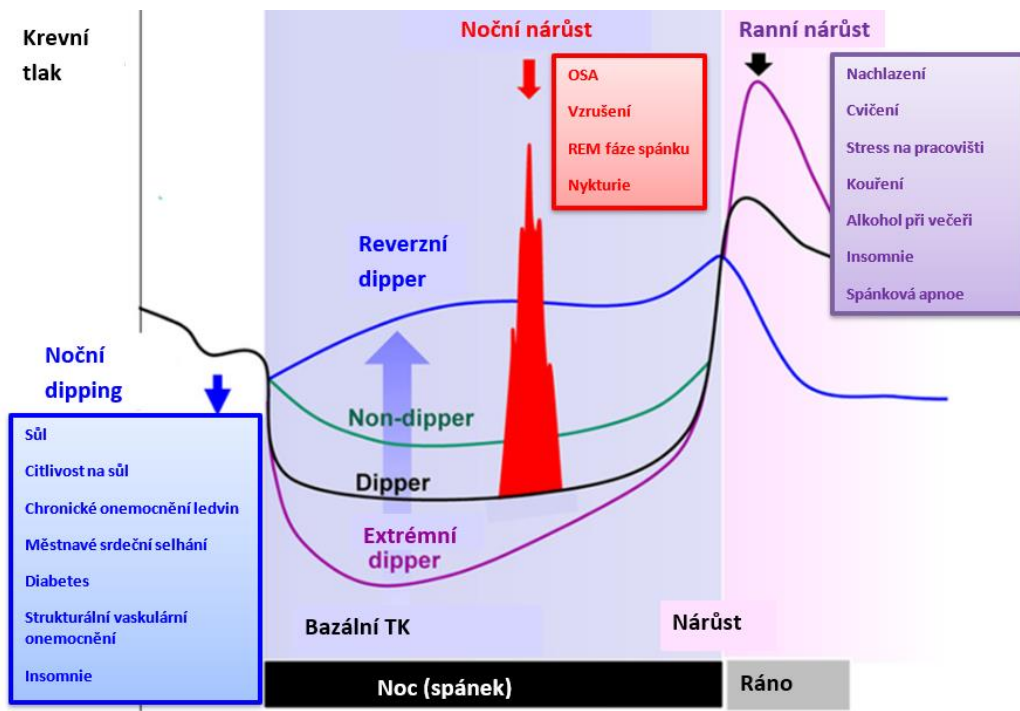 Krevní
tlak
Noční nárůst
Ranní nárůst
OSA
Vzrušení
REM fáze spánku
Nykturie
Nachlazení
Cvičení
Stress na pracovišti
Kouření
Alkohol při večeři
Insomnie
Spánková apnoe
Reverzní
dipper
Noční
dipping
Non-dipper
Dipper
Extrémní
dipper
Sůl
Citlivost na sůl
Chronické onemocnění ledvin
Městnavé srdeční selhání
Diabetes
Strukturální vaskulární
onemocnění
Insomnie
Bazální TK
Nárůst
Noc (spánek)
Ráno